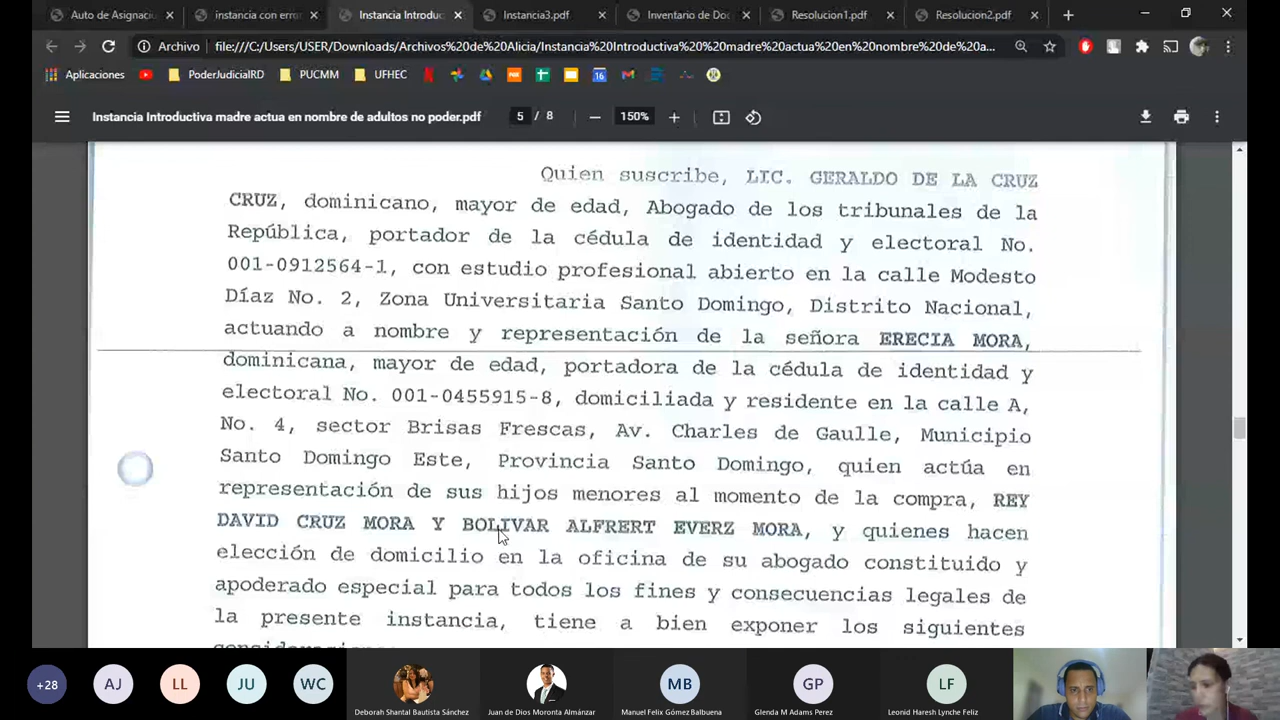 Auto de Asignaci
instancia con error
Instancia Introduc
Instancia3.pdf
Inventario de Doc
Resolucion1.pdf
Resolucion2.pdf
Archivo
file:///C:/Users/USER/Downloads/Archivos%20de%20Alicia/Instancia%20Introductiva%20%20madre%20actua%20en%20nombre%20de%20a...
Aplicaciones
PoderJudicialRD
PUCMM
UFHEC
Instancia Introductiva madre actua en nombre de adultos no poder.pdf
5 / 8
150%
Quien suscribe, LIC. GERALDO DE LA CRUZ
CRUZ, dominicano, mayor de edad, Abogado de los tribunales de la
República, portador de la cédula de identidad y electoral No.
001-0912564-1, con estudio profesional abierto en la calle Modesto
Díaz No. 2, Zona Universitaria Santo Domingo, Distrito Nacional,
actuando a nombre y representación de la señora ERECIA MORA,
dominicana, mayor de edad, portadora de la cédula de identidad y
electoral No. 001-0455915-8, domiciliada y residente en la calle A,
No. 4, sector Brisas Frescas, Av. Charles de Gaulle, Municipio
Santo Domingo Este, Provincia Santo Domingo, quien actúa en
representación de sus hijos menores al momento de la compra, REY
DAVID CRUZ MORA Y BOLIVAR ALFRERT EVERZ MORA, y quienes hacen
elección de domicilio en la oficina de su abogado constituido y
apoderado especial para todos los fines y consecuencias legales de
la presente instancia, tiene a bien exponer los siguientes
+28
AJ
LL
JU
WC
MB
GP
LF
Deborah Shantal Bautista Sánchez
Juan de Dios Moronta Almánzar
Manuel Felix Gómez Balbuena
Glenda M Adams Perez
Leonid Haresh Lynche Feliz